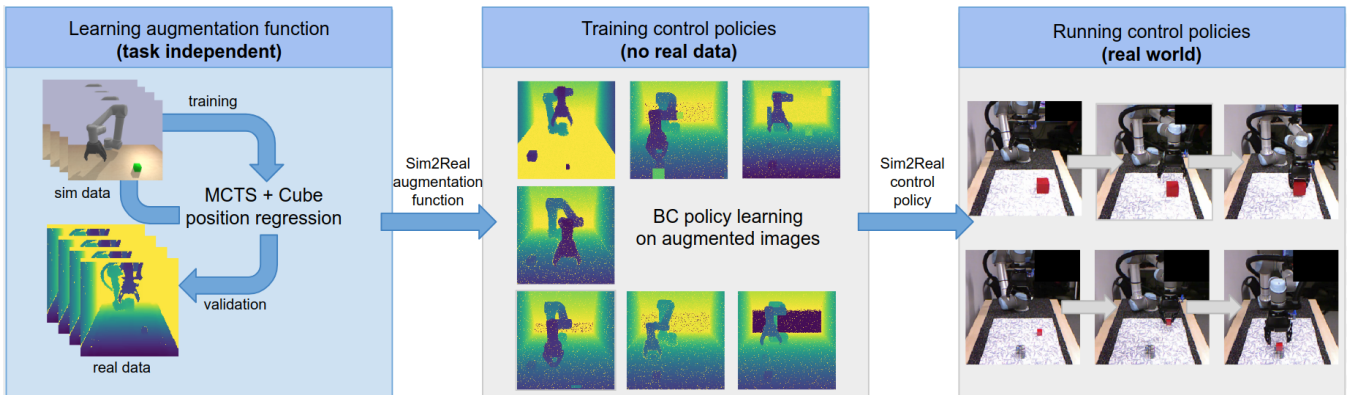 Learning augmentation function
(task independent)
training
sim data
MCTS + Cube
position regression
validation
real data
Sim2Real
augmentation
function
Training control policies
(no real data)
BC policy learning
on augmented images
Sim2Real
control
policy
Running control policies
(real world)